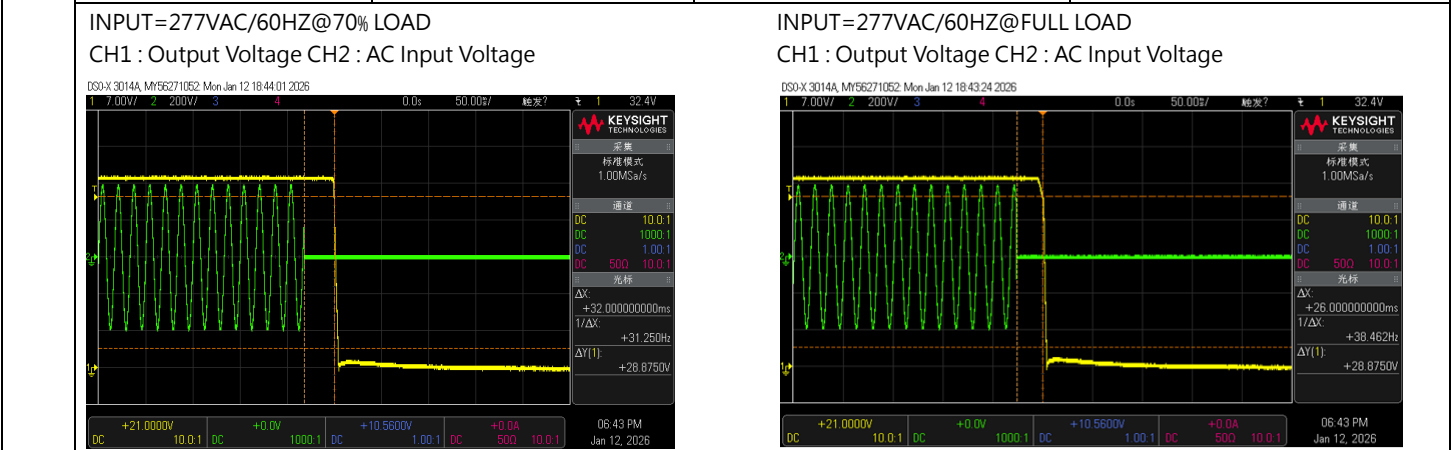 INPUT=277VAC/60HZ@70% LOAD
CH1 : Output Voltage CH2 : AC Input Voltage
DSO-X 3014A, MY56271052: Mon Jan 12 18:44:01 2026
1 7.00V/ 2 200V/ 3 4 0.0s 50.00%/ 触发? 1 32.4V
KEYSIGHT
TECHNOLOGIES
采集
标准模式
1.00MSa/s
通道
DC 10.0:1
DC 1000:1
DC 1.00:1
DC 50Ω 10.0:1
光标
ΔX:
+32.000000000ms
1/ΔX:
+31.250Hz
ΔY(1):
+28.8750V
T
2
1
+21.0000V +0.0V +10.5600V +0.0A
DC 10.0:1 DC 1000:1 DC 1.00:1 DC 50Ω 10.0:1
06:43 PM
Jan 12, 2026
INPUT=277VAC/60HZ@FULL LOAD
CH1 : Output Voltage CH2 : AC Input Voltage
DSO-X 3014A, MY56271052: Mon Jan 12 18:43:24 2026
1 7.00V/ 2 200V/ 3 4 0.0s 50.00%/ 触发? 1 32.4V
KEYSIGHT
TECHNOLOGIES
采集
标准模式
1.00MSa/s
通道
DC 10.0:1
DC 1000:1
DC 1.00:1
DC 50Ω 10.0:1
光标
ΔX:
+26.000000000ms
1/ΔX:
+38.462Hz
ΔY(1):
+28.8750V
T
2
1
+21.0000V +0.0V +10.5600V +0.0A
DC 10.0:1 DC 1000:1 DC 1.00:1 DC 50Ω 10.0:1
06:43 PM
Jan 12, 2026